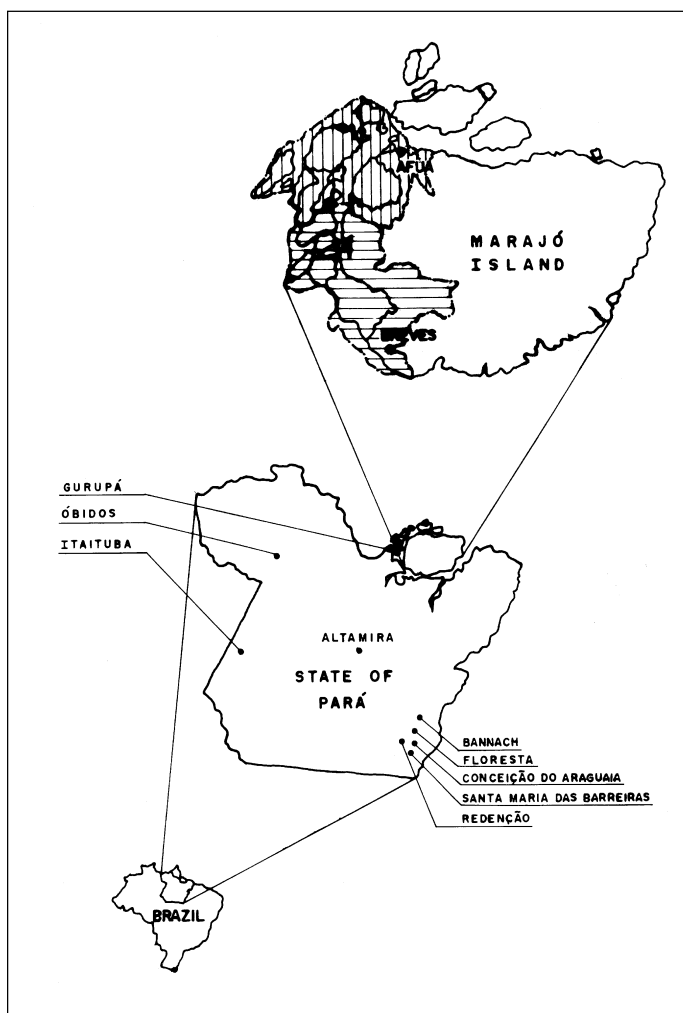 AFUÁ
MARAJÓ
ISLAND
BREVES
GURUPÁ
ÓBIDOS
ITAITUBA
ALTAMIRA
STATE OF
PARÁ
BANNACH
FLORESTA
CONCEIÇÃO DO ARAGUAIA
SANTA MARIA DAS BARREIRAS
REDENÇÃO
BRAZIL